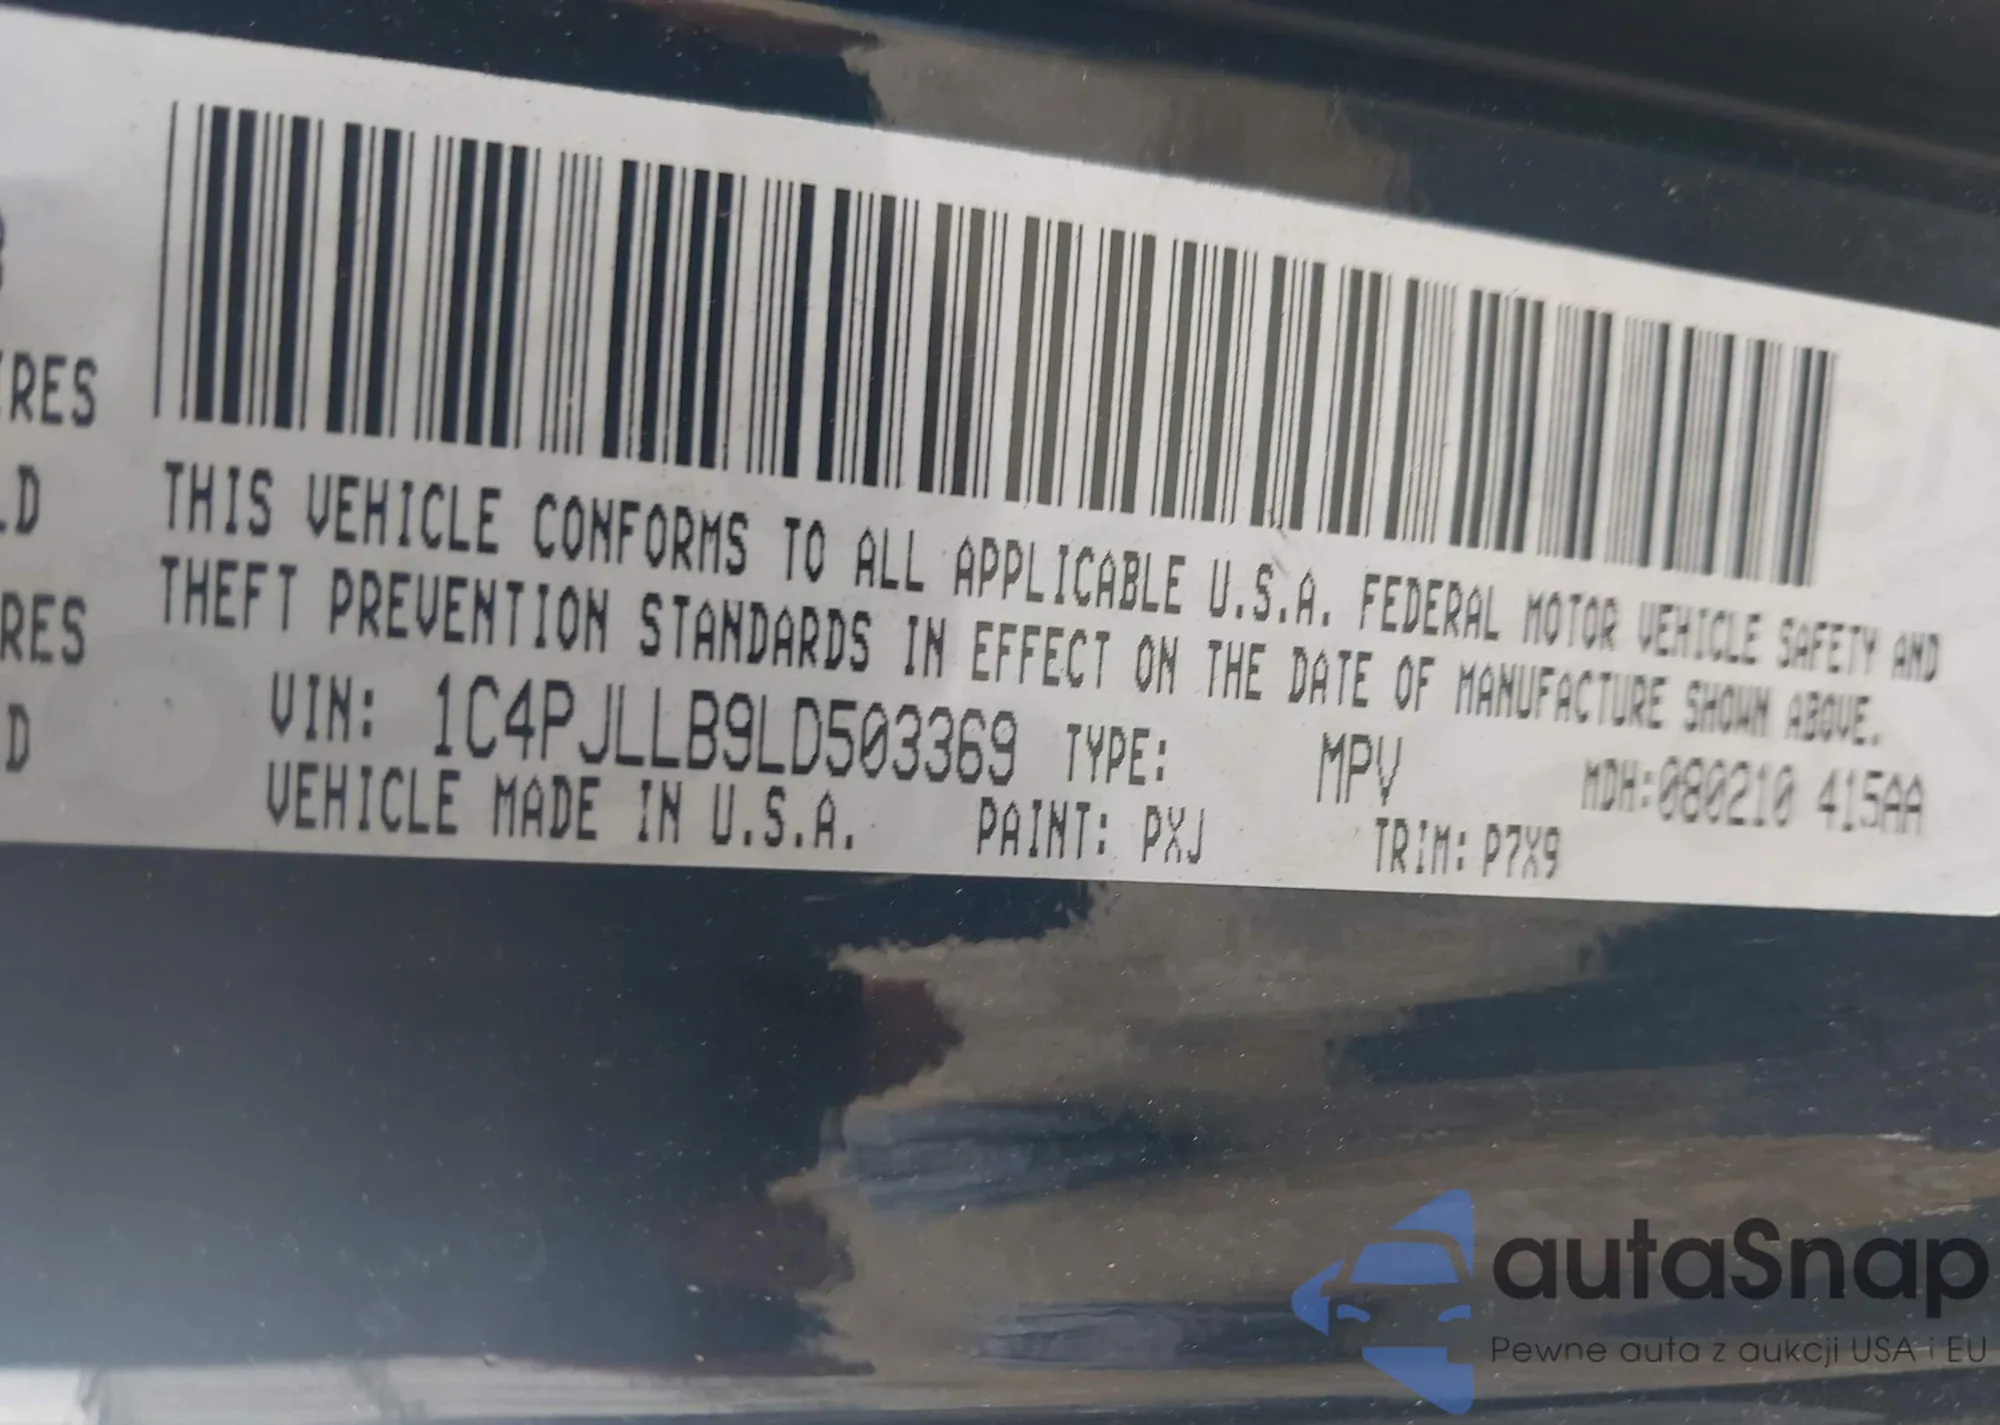 IRES
LD
RES
D
THIS VEHICLE CONFORMS TO ALL APPLICABLE U.S.A. FEDERAL MOTOR VEHICLE SAFETY AND
THEFT PREVENTION STANDARDS IN EFFECT ON THE DATE OF MANUFACTURE SHOWN ABOVE.
VIN: 1C4PJLLB9LD503369 TYPE: MPV MDH:080210 415AA
VEHICLE MADE IN U.S.A. PAINT: PXJ TRIM: P7X9
autaSnap
Pewne auta z aukcji USA i EU